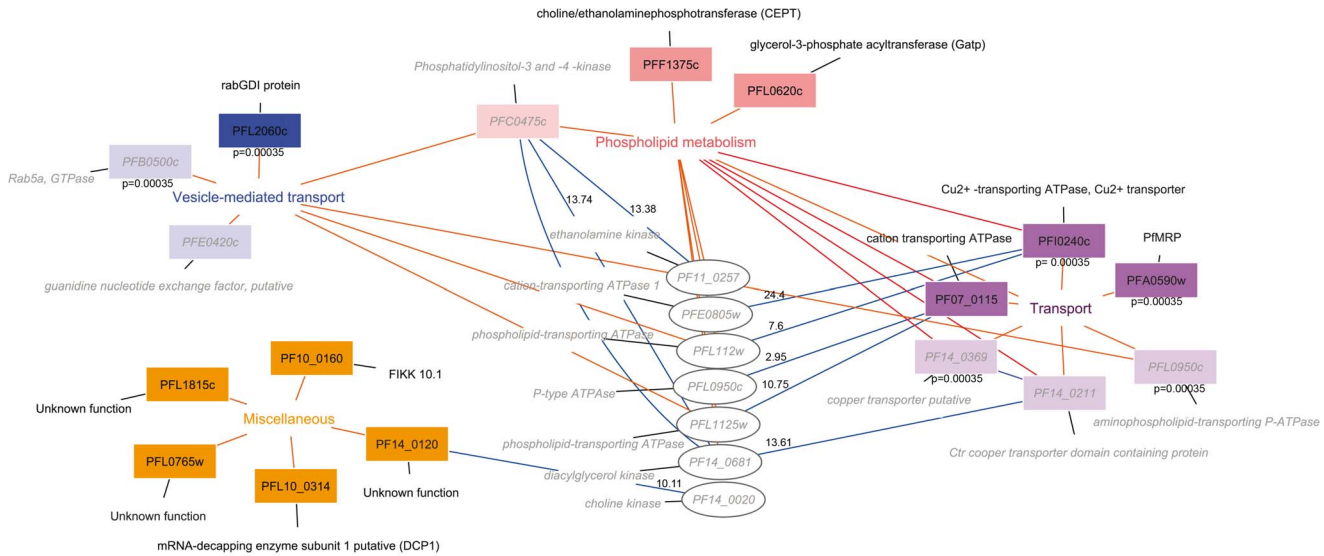 choline/ethanolaminephosphotransferase (CEPT)
glycerol-3-phosphate acyltransferase (Gatp)
Phosphatidylinositol-3 and -4 -kinase
PFF1375c
PFL0620c
rabGDI protein
PFL2060c
p=0.00035
PFC0475c
Phospholipid metabolism
PFB0500c
p=0.00035
Rab5a, GTPase
Vesicle-mediated transport
PFE0420c
guanidine nucleotide exchange factor, putative
13.74
13.38
ethanolamine kinase
Cu2+ -transporting ATPase, Cu2+ transporter
cation transporting ATPase
PfMRP
PFI0240c
p= 0.00035
PFA0590w
p=0.00035
PF11_0257
cation-transporting ATPase 1
24.4
PF07_0115
Transport
PFE0805w
phospholipid-transporting ATPase
7.6
PFL112w
2.95
PF14_0369
p=0.00035
copper transporter putative
PFL0950c
p=0.00035
PF14_0211
aminophospholipid-transporting P-ATPase
Ctr cooper transporter domain containing protein
P-type ATPAse
PFL0950c
10.75
phospholipid-transporting ATPase
PFL1125w
13.61
diacylglycerol kinase
PF14_0681
10.11
choline kinase
PF14_0020
PF10_0160
FIKK 10.1
PFL1815c
Unknown function
Miscellaneous
PF14_0120
Unknown function
PFL0765w
Unknown function
PFL10_0314
mRNA-decapping enzyme subunit 1 putative (DCP1)